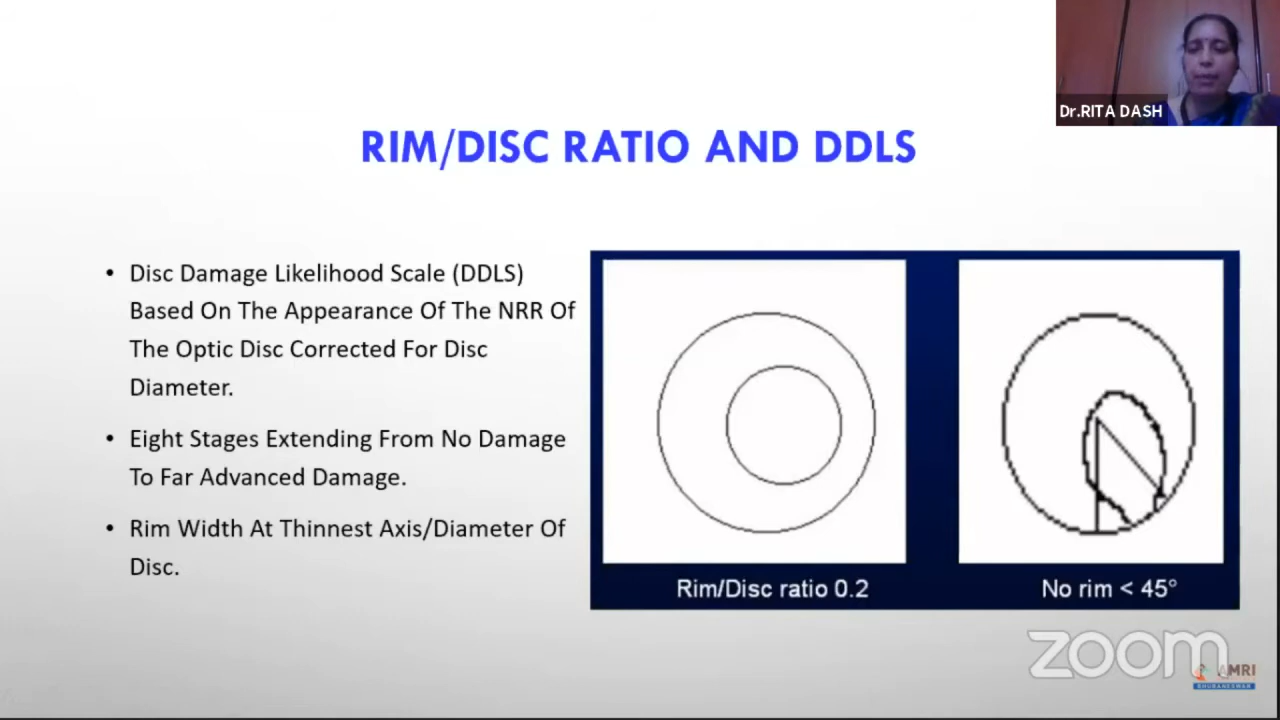 Dr.RITA DASH
RIM/DISC RATIO AND DDLS
• Disc Damage Likelihood Scale (DDLS)
Based On The Appearance Of The NRR Of
The Optic Disc Corrected For Disc
Diameter.
• Eight Stages Extending From No Damage
To Far Advanced Damage.
• Rim Width At Thinnest Axis/Diameter Of
Disc.
Rim/Disc ratio 0.2
No rim < 45°
zoom
AMRI
BHUBANESWAR